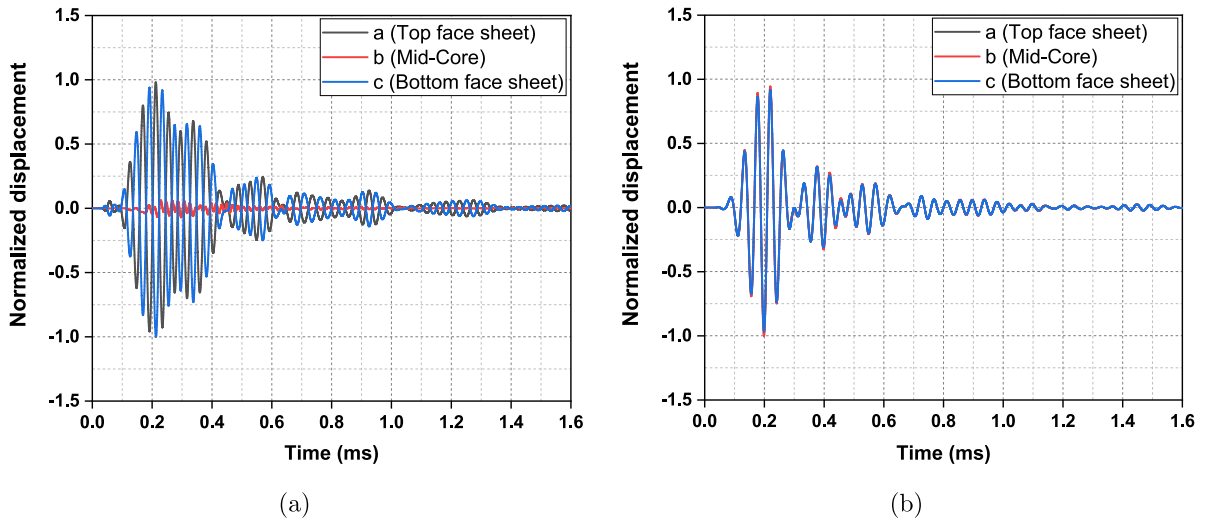 1.5
1.0
0.5
0.0
-0.5
-1.0
-1.5
Normalized displacement
a (Top face sheet)
b (Mid-Core)
c (Bottom face sheet)
0.0 0.2 0.4 0.6 0.8 1.0 1.2 1.4 1.6
Time (ms)
(a)
1.5
1.0
0.5
0.0
-0.5
-1.0
-1.5
Normalized displacement
a (Top face sheet)
b (Mid-Core)
c (Bottom face sheet)
0.0 0.2 0.4 0.6 0.8 1.0 1.2 1.4 1.6
Time (ms)
(b)